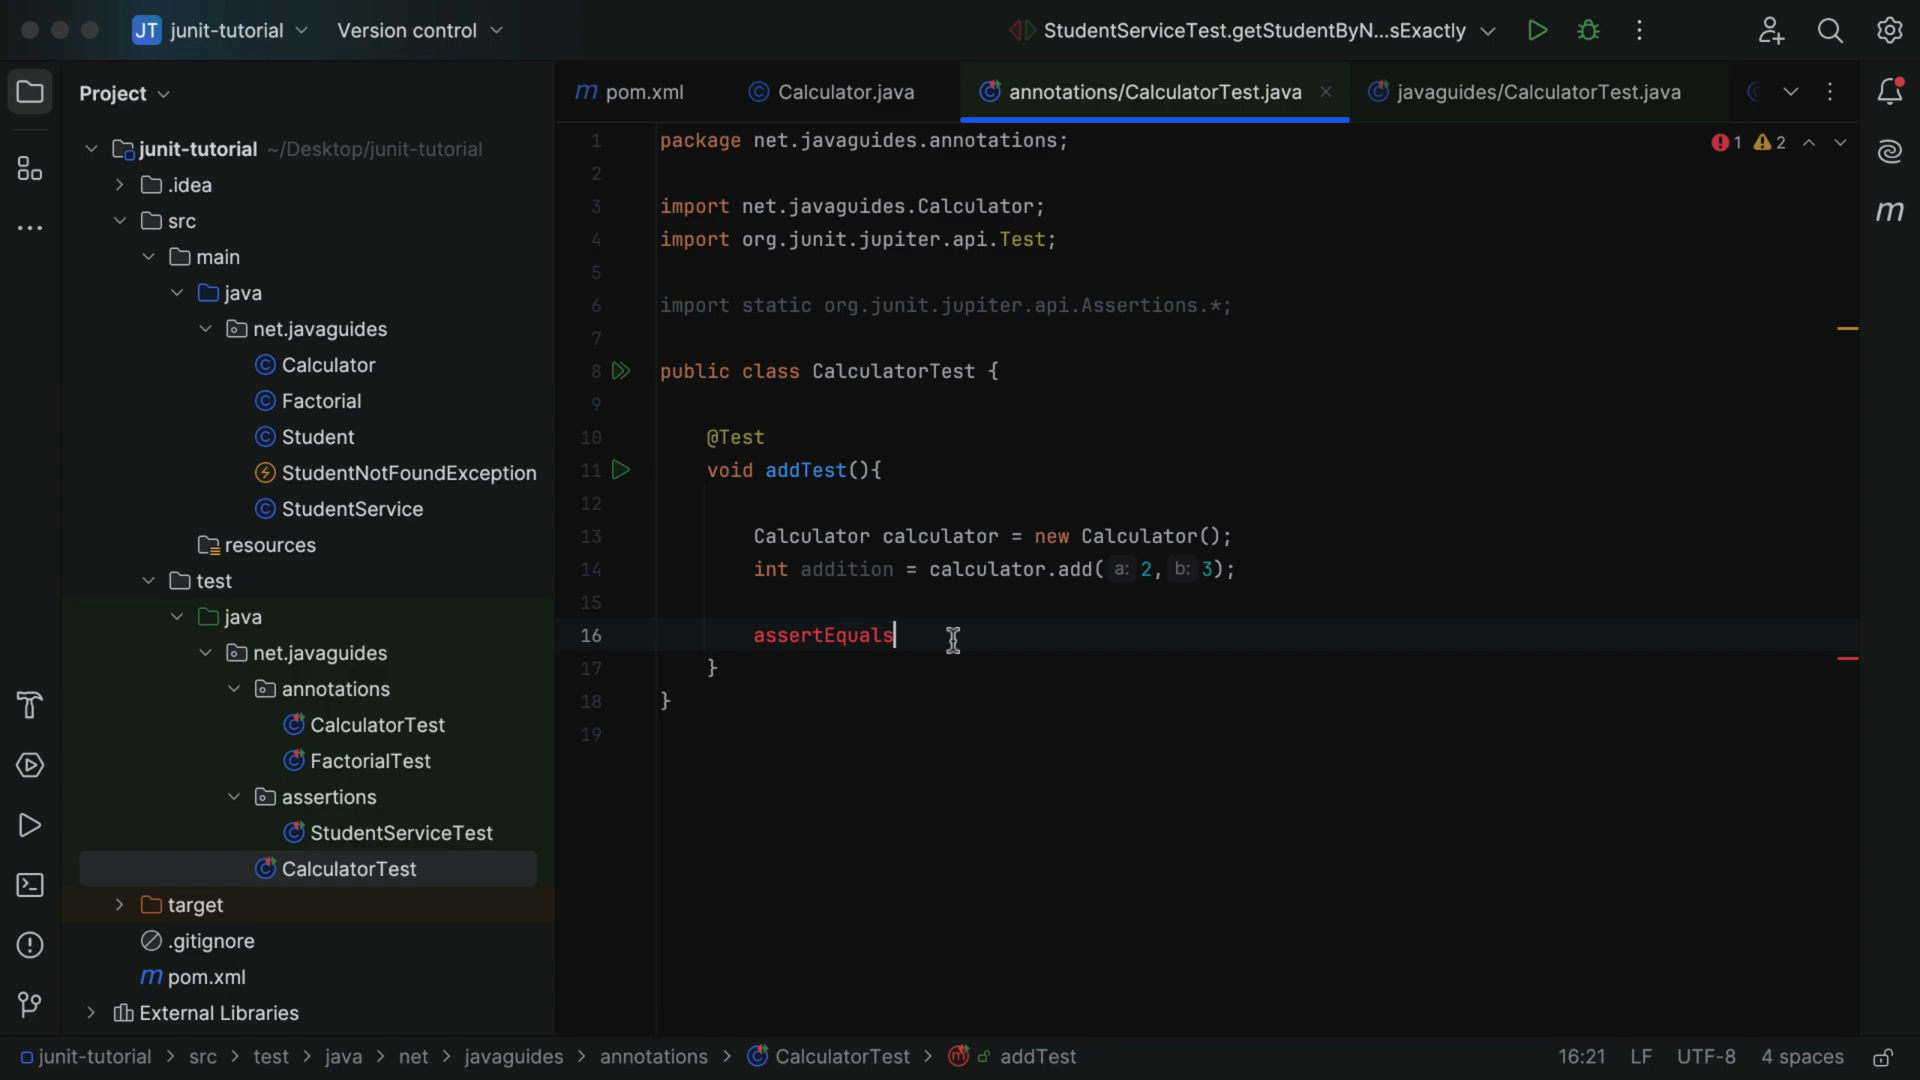 JT junit-tutorial Version control StudentServiceTest.getStudentByN...sExactly
Project
junit-tutorial ~/Desktop/junit-tutorial
.idea
src
main
java
net.javaguides
Calculator
Factorial
Student
StudentNotFoundException
StudentService
resources
test
java
net.javaguides
annotations
CalculatorTest
FactorialTest
assertions
StudentServiceTest
CalculatorTest
target
.gitignore
m pom.xml
External Libraries
m pom.xml Calculator.java annotations/CalculatorTest.java javaguides/CalculatorTest.java
1 package net.javaguides.annotations;
2
3 import net.javaguides.Calculator;
4 import org.junit.jupiter.api.Test;
5
6 import static org.junit.jupiter.api.Assertions.*;
7
8 public class CalculatorTest {
9
10 @Test
11 void addTest(){
12
13 Calculator calculator = new Calculator();
14 int addition = calculator.add( a: 2, b: 3);
15
16 assertEquals
17 }
18 }
19
1 2
m
junit-tutorial > src > test > java > net > javaguides > annotations > CalculatorTest > m addTest 16:21 LF UTF-8 4 spaces